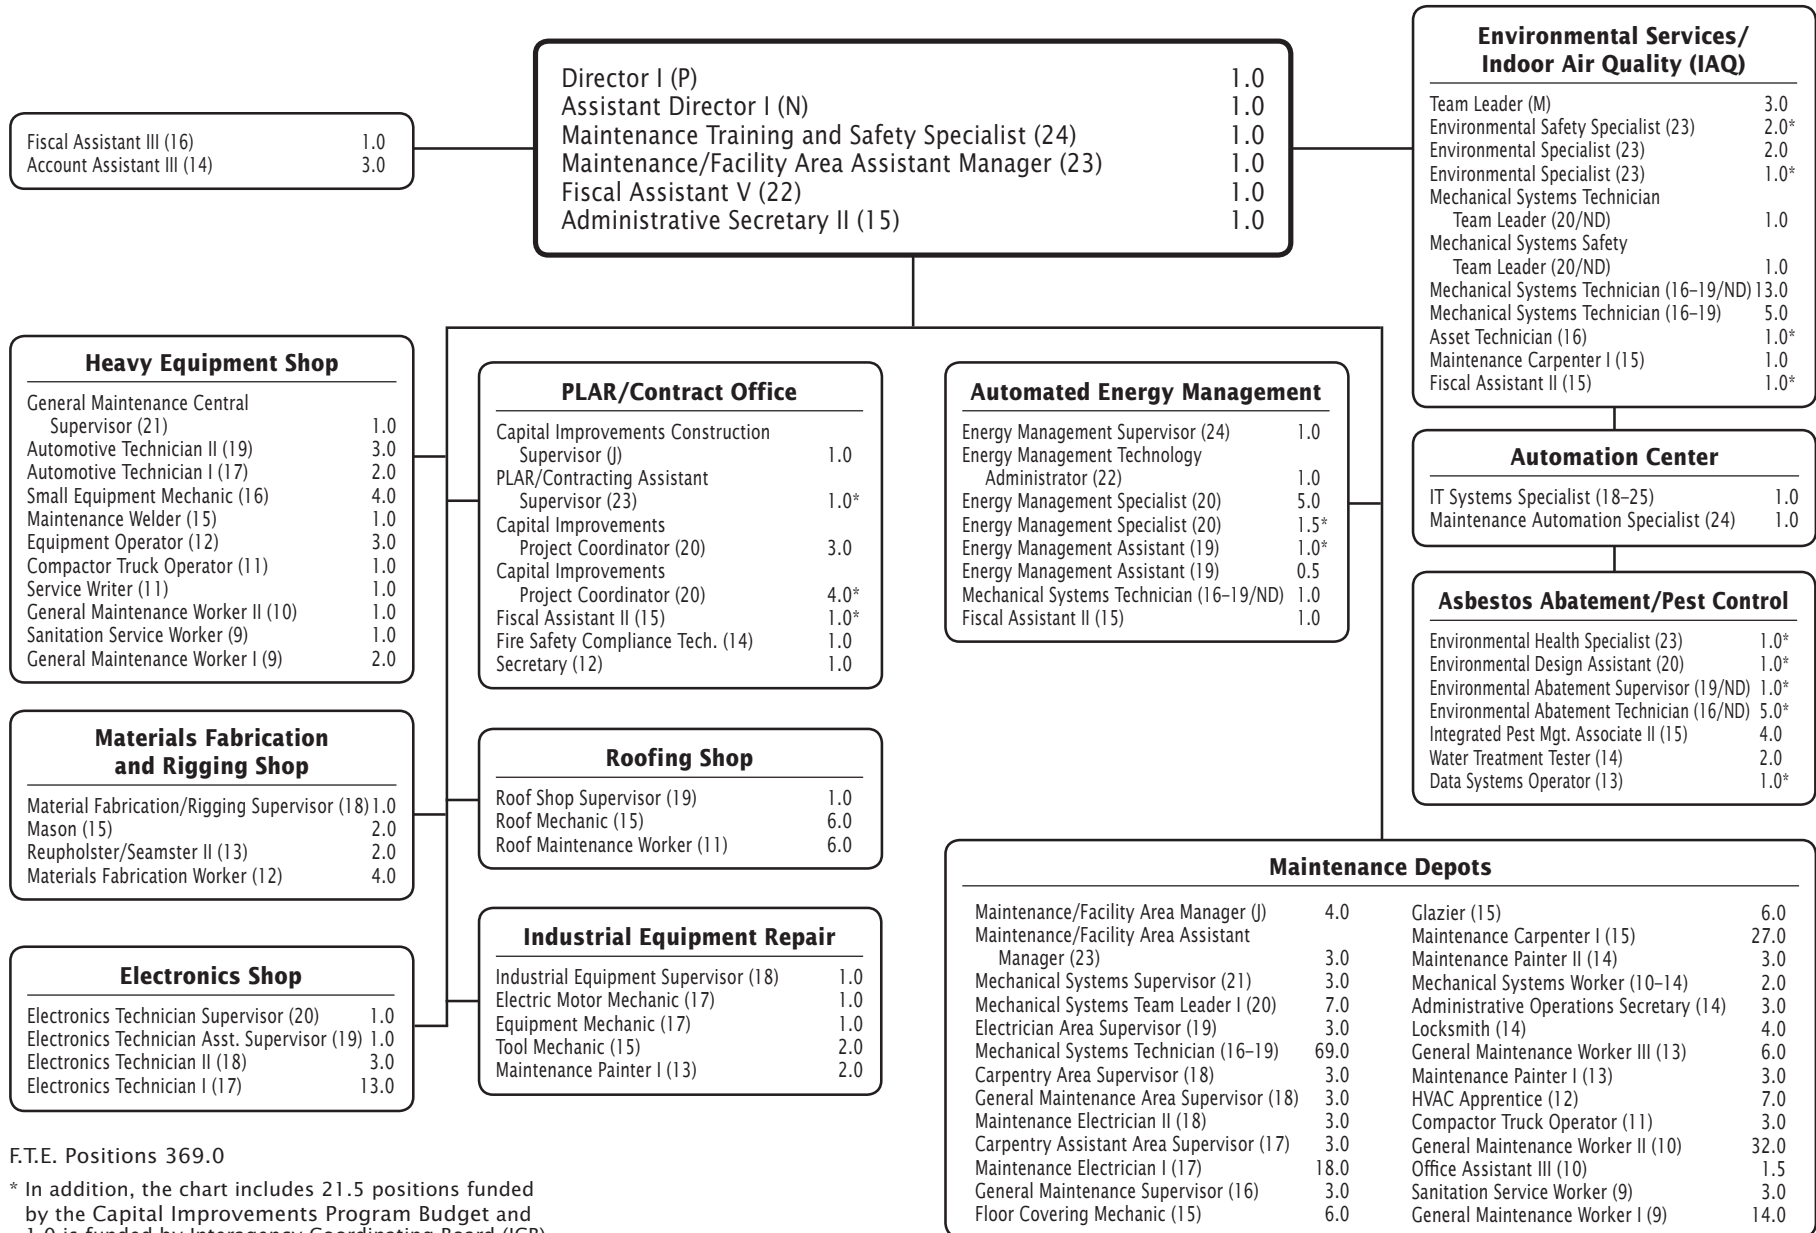 Director I (P) 1.0
Assistant Director I (N) 1.0
Maintenance Training and Safety Specialist (24) 1.0
Maintenance/Facility Area Assistant Manager (23) 1.0
Fiscal Assistant V (22) 1.0
Administrative Secretary II (15) 1.0
Fiscal Assistant III (16) 1.0
Account Assistant III (14) 3.0
Environmental Services/
Indoor Air Quality (IAQ)
Team Leader (M) 3.0
Environmental Safety Specialist (23) 2.0*
Environmental Specialist (23) 2.0
Environmental Specialist (23) 1.0*
Mechanical Systems Technician
Team Leader (20/ND) 1.0
Mechanical Systems Safety
Team Leader (20/ND) 1.0
Mechanical Systems Technician (16–19/ND) 13.0
Mechanical Systems Technician (16–19) 5.0
Asset Technician (16) 1.0*
Maintenance Carpenter I (15) 1.0
Fiscal Assistant II (15) 1.0*
Automation Center
IT Systems Specialist (18–25) 1.0
Maintenance Automation Specialist (24) 1.0
Asbestos Abatement/Pest Control
Environmental Health Specialist (23) 1.0*
Environmental Design Assistant (20) 1.0*
Environmental Abatement Supervisor (19/ND) 1.0*
Environmental Abatement Technician (16/ND) 5.0*
Integrated Pest Mgt. Associate II (15) 4.0
Water Treatment Tester (14) 2.0
Data Systems Operator (13) 1.0*
Heavy Equipment Shop
General Maintenance Central
Supervisor (21) 1.0
Automotive Technician II (19) 3.0
Automotive Technician I (17) 2.0
Small Equipment Mechanic (16) 4.0
Maintenance Welder (15) 1.0
Equipment Operator (12) 3.0
Compactor Truck Operator (11) 1.0
Service Writer (11) 1.0
General Maintenance Worker II (10) 1.0
Sanitation Service Worker (9) 1.0
General Maintenance Worker I (9) 2.0
Materials Fabrication
and Rigging Shop
Material Fabrication/Rigging Supervisor (18) 1.0
Mason (15) 2.0
Reupholster/Seamster II (13) 2.0
Materials Fabrication Worker (12) 4.0
Electronics Shop
Electronics Technician Supervisor (20) 1.0
Electronics Technician Asst. Supervisor (19) 1.0
Electronics Technician II (18) 3.0
Electronics Technician I (17) 13.0
PLAR/Contract Office
Capital Improvements Construction
Supervisor (J) 1.0
PLAR/Contracting Assistant
Supervisor (23) 1.0*
Capital Improvements
Project Coordinator (20) 3.0
Capital Improvements
Project Coordinator (20) 4.0*
Fiscal Assistant II (15) 1.0*
Fire Safety Compliance Tech. (14) 1.0
Secretary (12) 1.0
Roofing Shop
Roof Shop Supervisor (19) 1.0
Roof Mechanic (15) 6.0
Roof Maintenance Worker (11) 6.0
Industrial Equipment Repair
Industrial Equipment Supervisor (18) 1.0
Electric Motor Mechanic (17) 1.0
Equipment Mechanic (17) 1.0
Tool Mechanic (15) 2.0
Maintenance Painter I (13) 2.0
Automated Energy Management
Energy Management Supervisor (24) 1.0
Energy Management Technology
Administrator (22) 1.0
Energy Management Specialist (20) 5.0
Energy Management Specialist (20) 1.5*
Energy Management Assistant (19) 1.0*
Energy Management Assistant (19) 0.5
Mechanical Systems Technician (16–19/ND) 1.0
Fiscal Assistant II (15) 1.0
Maintenance Depots
Maintenance/Facility Area Manager (J) 4.0
Maintenance/Facility Area Assistant
Manager (23) 3.0
Mechanical Systems Supervisor (21) 3.0
Mechanical Systems Team Leader I (20) 7.0
Electrician Area Supervisor (19) 3.0
Mechanical Systems Technician (16–19) 69.0
Carpentry Area Supervisor (18) 3.0
General Maintenance Area Supervisor (18) 3.0
Maintenance Electrician II (18) 3.0
Carpentry Assistant Area Supervisor (17) 3.0
Maintenance Electrician I (17) 18.0
General Maintenance Supervisor (16) 3.0
Floor Covering Mechanic (15) 6.0
Glazier (15) 6.0
Maintenance Carpenter I (15) 27.0
Maintenance Painter II (14) 3.0
Mechanical Systems Worker (10–14) 2.0
Administrative Operations Secretary (14) 3.0
Locksmith (14) 4.0
General Maintenance Worker III (13) 6.0
Maintenance Painter I (13) 3.0
HVAC Apprentice (12) 7.0
Compactor Truck Operator (11) 3.0
General Maintenance Worker II (10) 32.0
Office Assistant III (10) 1.5
Sanitation Service Worker (9) 3.0
General Maintenance Worker I (9) 14.0
F.T.E. Positions 369.0
* In addition, the chart includes 21.5 positions funded
by the Capital Improvements Program Budget and
1.0 is funded by Interagency Coordinating Board (ICB)